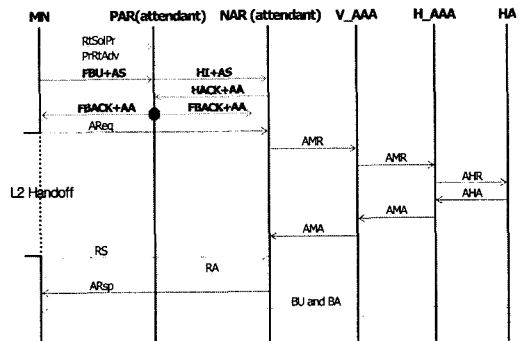 MN PAR(attendant) NAR (attendant) V_AAA H_AAA HA
RtSolPr
PrRtAdv
FBU+AS HI+AS
HACK+AA
FBACK+AA FBACK+AA
AReq
AMR
AMR
AHR
AHA
AMA
AMA
L2 Handoff
RS
RA
ARsp
BU and BA